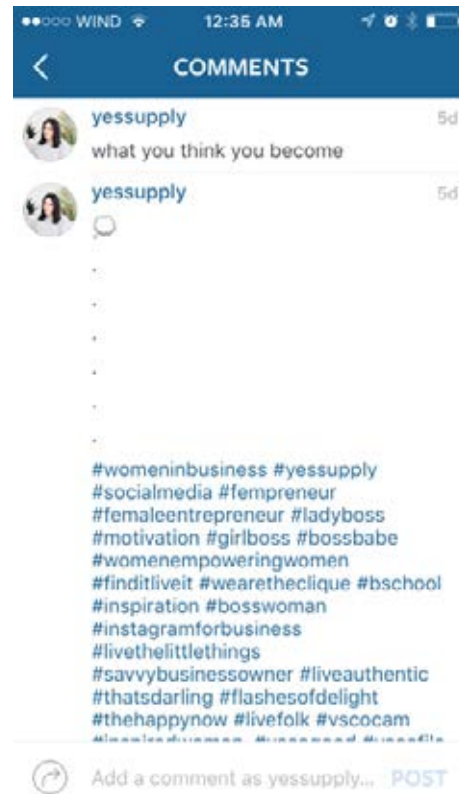 WIND 12:35 AM
COMMENTS
yessupply 5d
what you think you become
yessupply 5d
.
.
.
.
.
.
#womeninbusiness #yessupply
#socialmedia #fempreneur
#femaleentrepreneur #ladyboss
#motivation #girlboss #bossbabe
#womenempoweringwomen
#finditliveit #wearetheclique #bschool
#inspiration #bosswoman
#instagramforbusiness
#livethelittlethings
#savvybusinessowner #liveauthentic
#thatsdarling #flashesofdelight
#thehappynow #livefolk #vscocam
Add a comment as yessupply... POST